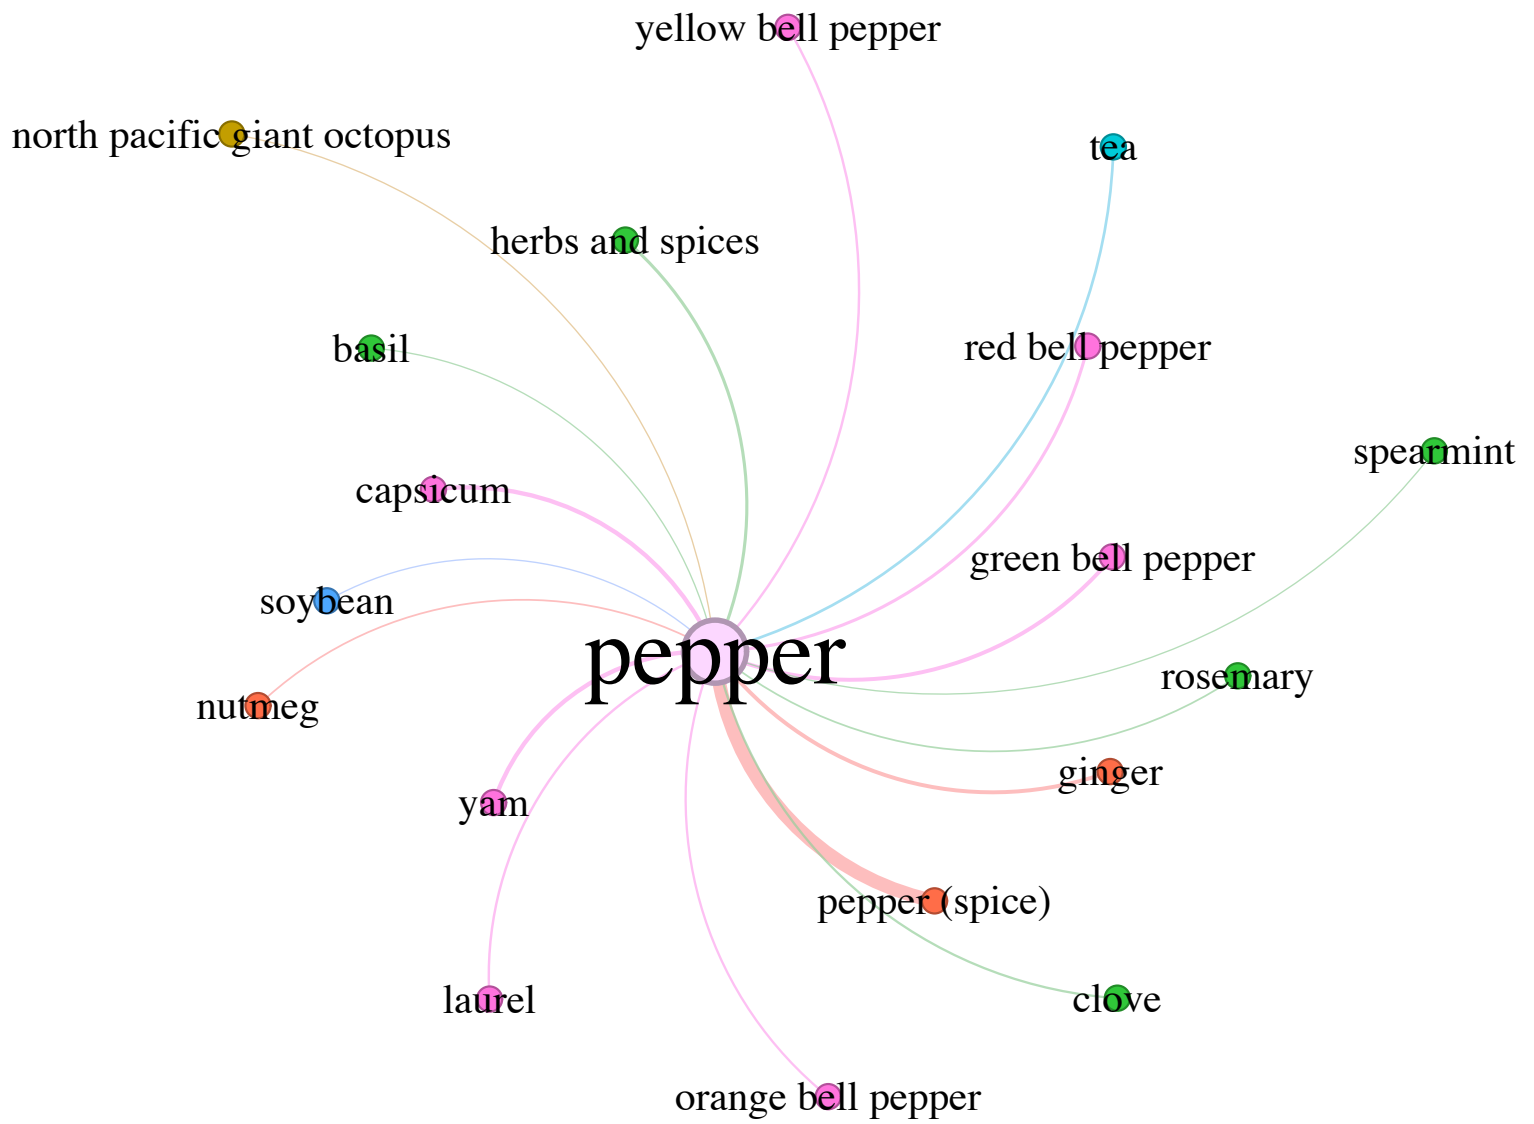 yellow bell pepper
north pacific giant octopus
tea
herbs and spices
basil
red bell pepper
spearmint
capsicum
green bell pepper
soybean
pepper
rosemary
nutmeg
ginger
yam
pepper (spice)
laurel
clove
orange bell pepper